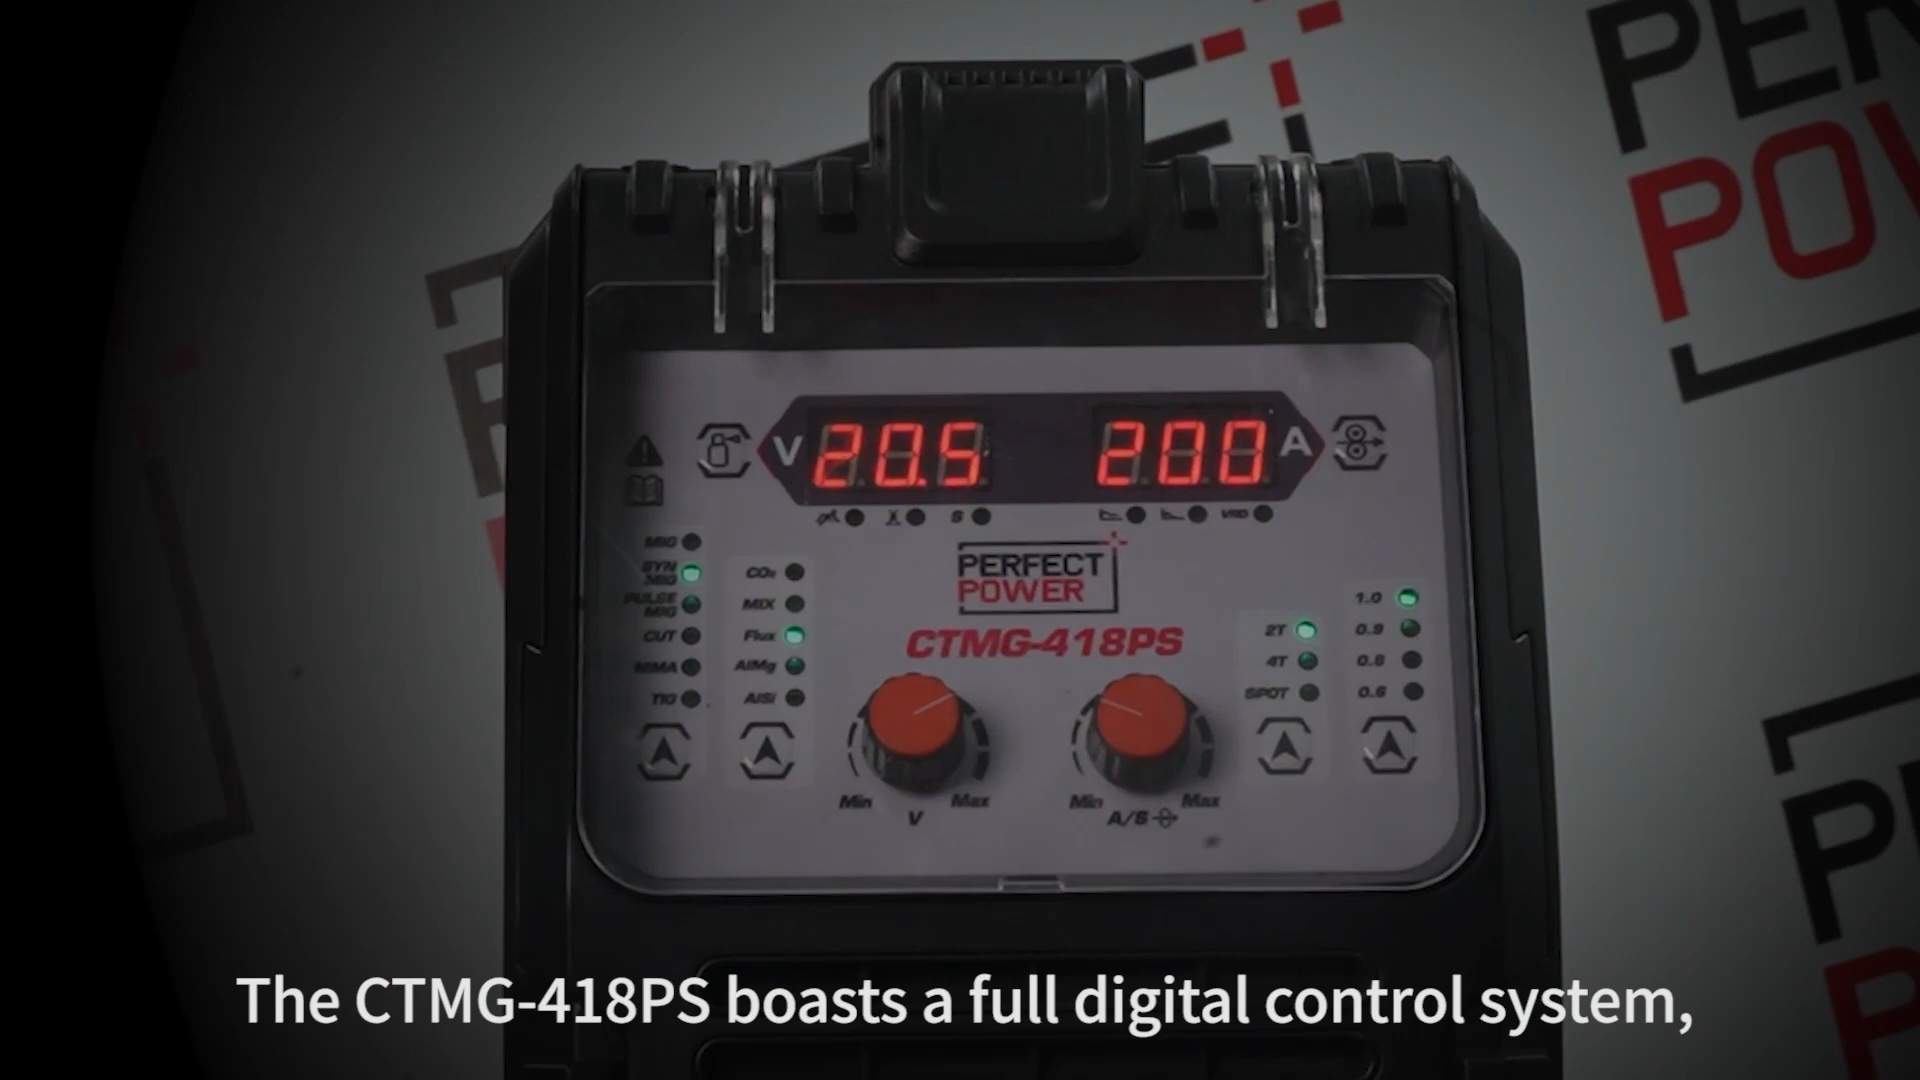 PERFECT
POWER
V 20.5 200 A
S
VRD
MIG
SYN MIG
PULSE MIG
CUT
MMA
TIG
CO₂
MIX
Flux
AlMg
AlSi
PERFECT
POWER
CTMG-418PS
2T
4T
SPOT
1.0
0.9
0.8
0.6
Min Max
V
Min Max
A/S
The CTMG-418PS boasts a full digital control system,